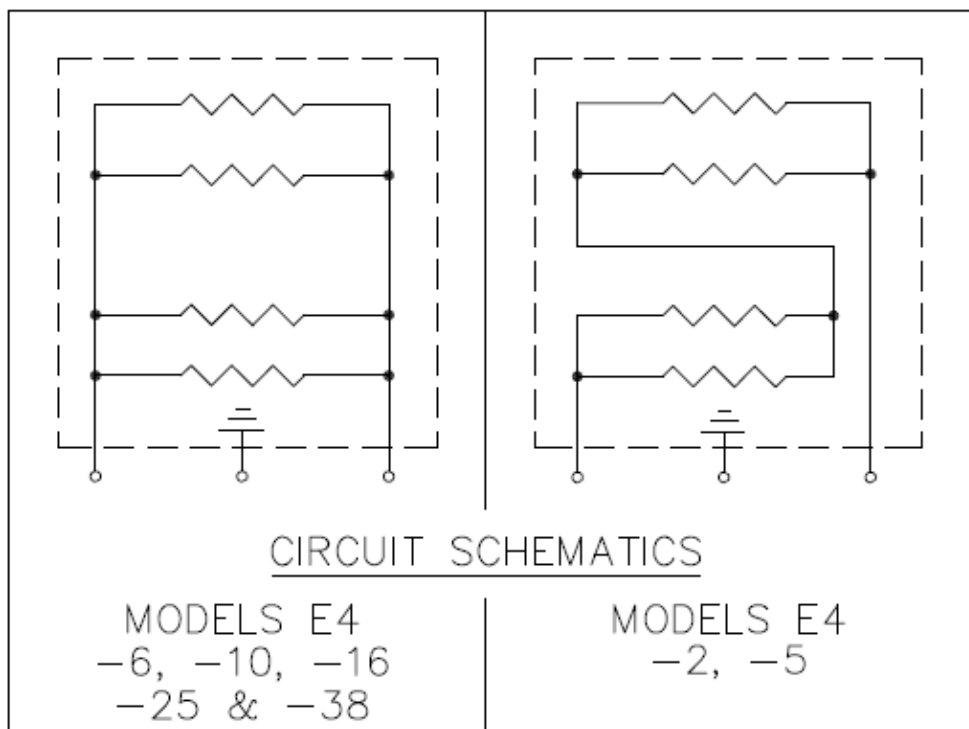 CIRCUIT SCHEMATICS
MODELS E4
-6, -10, -16
-25 & -38
MODELS E4
-2, -5